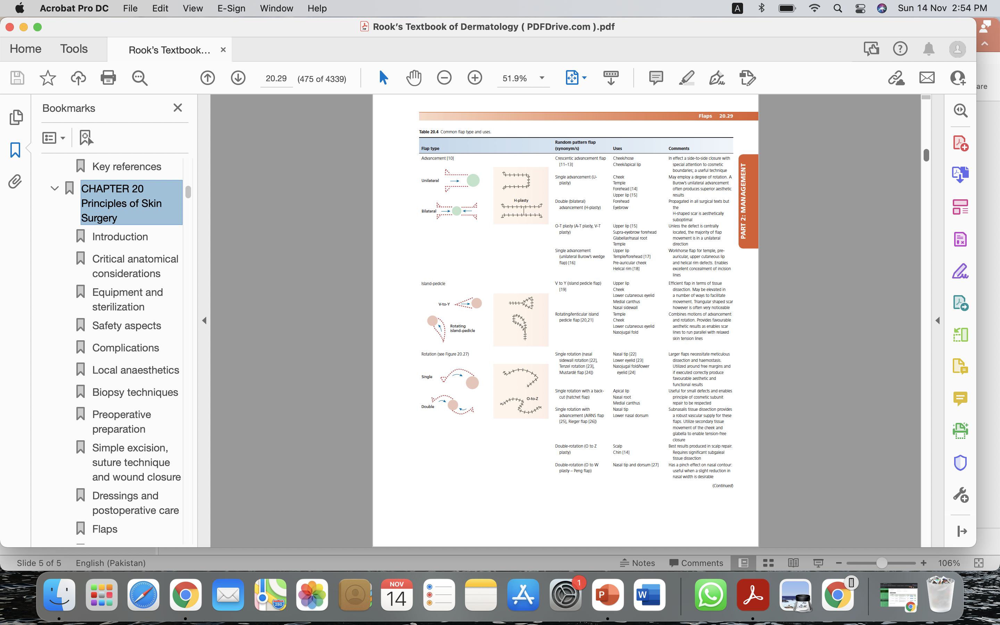 Acrobat Pro DC File Edit View E-Sign Window Help
A
Sun 14 Nov 2:54 PM
Rook's Textbook of Dermatology ( PDFDrive.com ).pdf
Home Tools Rook's Textbook...
20.29 (475 of 4339)
51.9%
are
Bookmarks
Key references
CHAPTER 20
Principles of Skin
Surgery
Introduction
Critical anatomical
considerations
Equipment and
sterilization
Safety aspects
Complications
Local anaesthetics
Biopsy techniques
Preoperative
preparation
Simple excision,
suture technique
and wound closure
Dressings and
postoperative care
Flaps
Flaps 20.29
Table 20.4 Common flap type and uses.
Flap type
Random pattern flap
(synonym/s)
Uses
Comments
Advancement [10]
Unilateral
Bilateral
H-plasty
Crescentic advancement flap
[11–13]
Cheek/nose
Cheek/apical lip
In effect a side-to-side closure with
special attention to cosmetic
boundaries; a useful technique
Single advancement (U-
plasty)
Cheek
Temple
Forehead [14]
Upper lip [15]
May employ a degree of rotation. A
Burow's unilateral advancement
often produces superior aesthetic
results
Double (bilateral)
advancement (H-plasty)
Forehead
Eyebrow
Propagated in all surgical texts but
the
H-shaped scar is aesthetically
suboptimal
O-T plasty (A-T plasty, V-T
plasty)
Upper lip [15]
Supra-eyebrow forehead
Glabellar/nasal root
Temple
Unless the defect is centrally
located, the majority of flap
movement is in a unilateral
direction
Single advancement
(unilateral Burow's wedge
flap) [16]
Upper lip
Temple/forehead [17]
Pre-auricular cheek
Helical rim [18]
Workhorse flap for temple, pre-
auricular, upper cutaneous lip
and helical rim defects. Enables
excellent concealment of incision
lines
Island-pedicle
V-to-Y
Rotating
island–pedicle
V to Y (island pedicle flap)
[19]
Upper lip
Cheek
Lower cutaneous eyelid
Medial canthus
Nasal sidewall
Efficient flap in terms of tissue
dissection. May be elevated in
a number of ways to facilitate
movement. Triangular shaped scar
however is often very noticeable
Rotating/lenticular island
pedicle flap [20,21]
Temple
Cheek
Lower cutaneous eyelid
Nasojugal fold
Combines motions of advancement
and rotation. Provides favourable
aesthetic results as enables scar
lines to run parallel with relaxed
skin tension lines
Rotation (see Figure 20.27)
Single
Double
O-to-Z
Single rotation (nasal
sidewall rotation [22],
Tenzel rotation [23],
Mustardé flap [24])
Nasal tip [22]
Lower eyelid [23]
Nasojugal fold/lower
eyelid [24]
Larger flaps necessitate meticulous
dissection and haemostasis.
Utilized around free margins and
if executed correctly produce
favourable aesthetic and
functional results
Single rotation with a back-
cut (hatchet flap)
Apical lip
Nasal root
Medial canthus
Useful for small defects and enables
principle of cosmetic subunit
repair to be respected
Single rotation with
advancement (AIRNS flap
[25], Rieger flap [26])
Nasal tip
Lower nasal dorsum
Subnasalis tissue dissection provides
a robust vascular supply for these
flaps. Utilize secondary tissue
movement of the cheek and
glabella to enable tension-free
closure
Double-rotation (O to Z
plasty)
Scalp
Chin [14]
Best results produced in scalp repair.
Requires significant subgaleal
tissue dissection
Double-rotation (O to W
plasty – Peng flap)
Nasal tip and dorsum [27]
Has a pinch effect on nasal contour:
useful when a slight reduction in
nasal width is desirable
(Continued)
PART 2: MANAGEMENT
Slide 5 of 5 English (Pakistan)
Notes Comments
106%
280
NOV
14
1
P
W